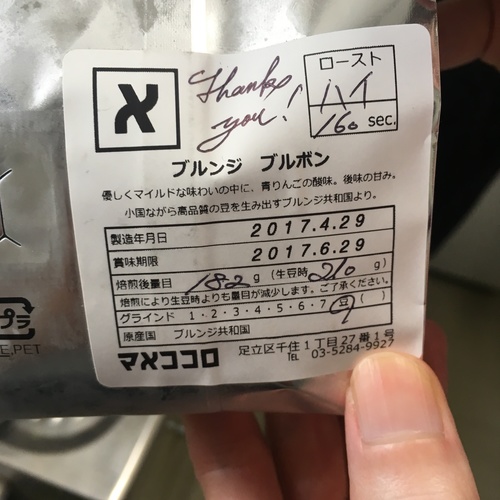 メ
Thanks you!
ロースト
ハイ
160 sec.
ブルンジ ブルボン
優しくマイルドな味わいの中に、青りんごの酸味。後味の甘み。
小国ながら高品質の豆を生み出すブルンジ共和国より。
製造年月日 2017.4.29
賞味期限 2017.6.29
焙煎後量目 182 g (生豆時 210 g)
焙煎により生豆時よりも量目が減少します。ご了承ください。
グラインド 1・2・3・4・5・6・7 豆 ( )
原産国 ブルンジ共和国
マメココロ 足立区千住1丁目27番1号
TEL 03-5284-9927
プラ
PE,PET